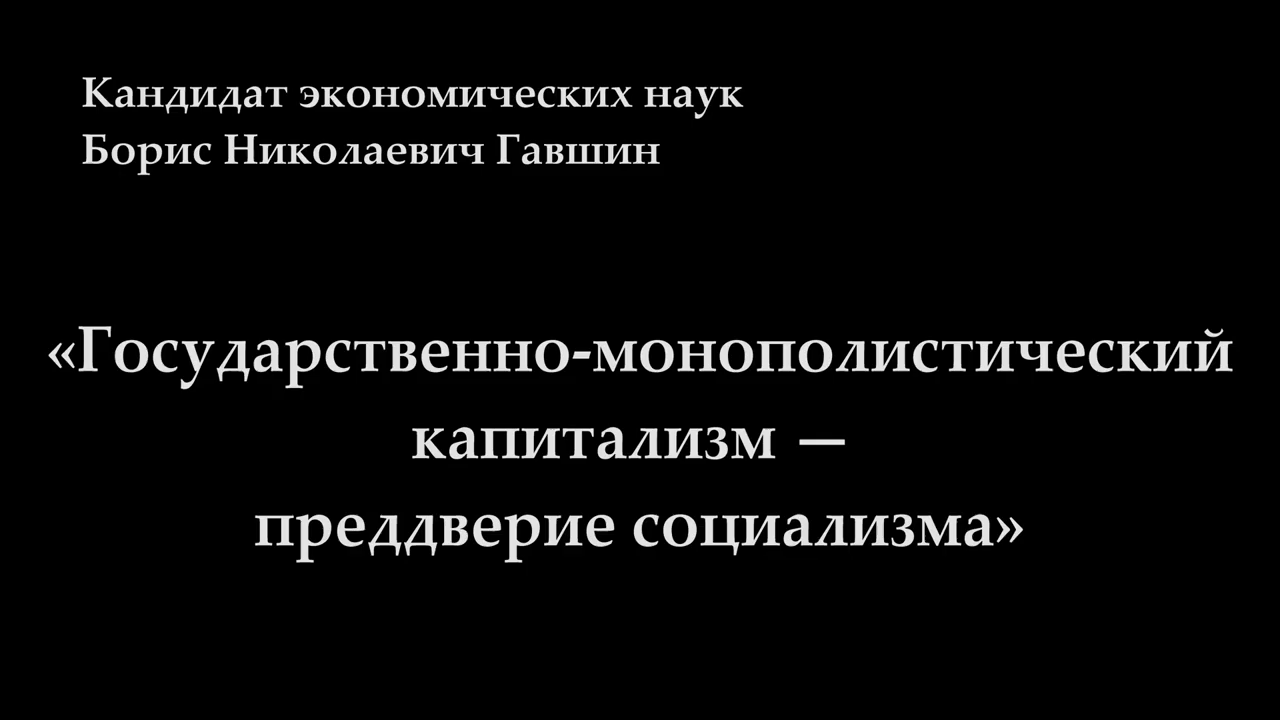 Кандидат экономических наук
Борис Николаевич Гавшин
«Государственно-монополистический
капитализм —
преддверие социализма»